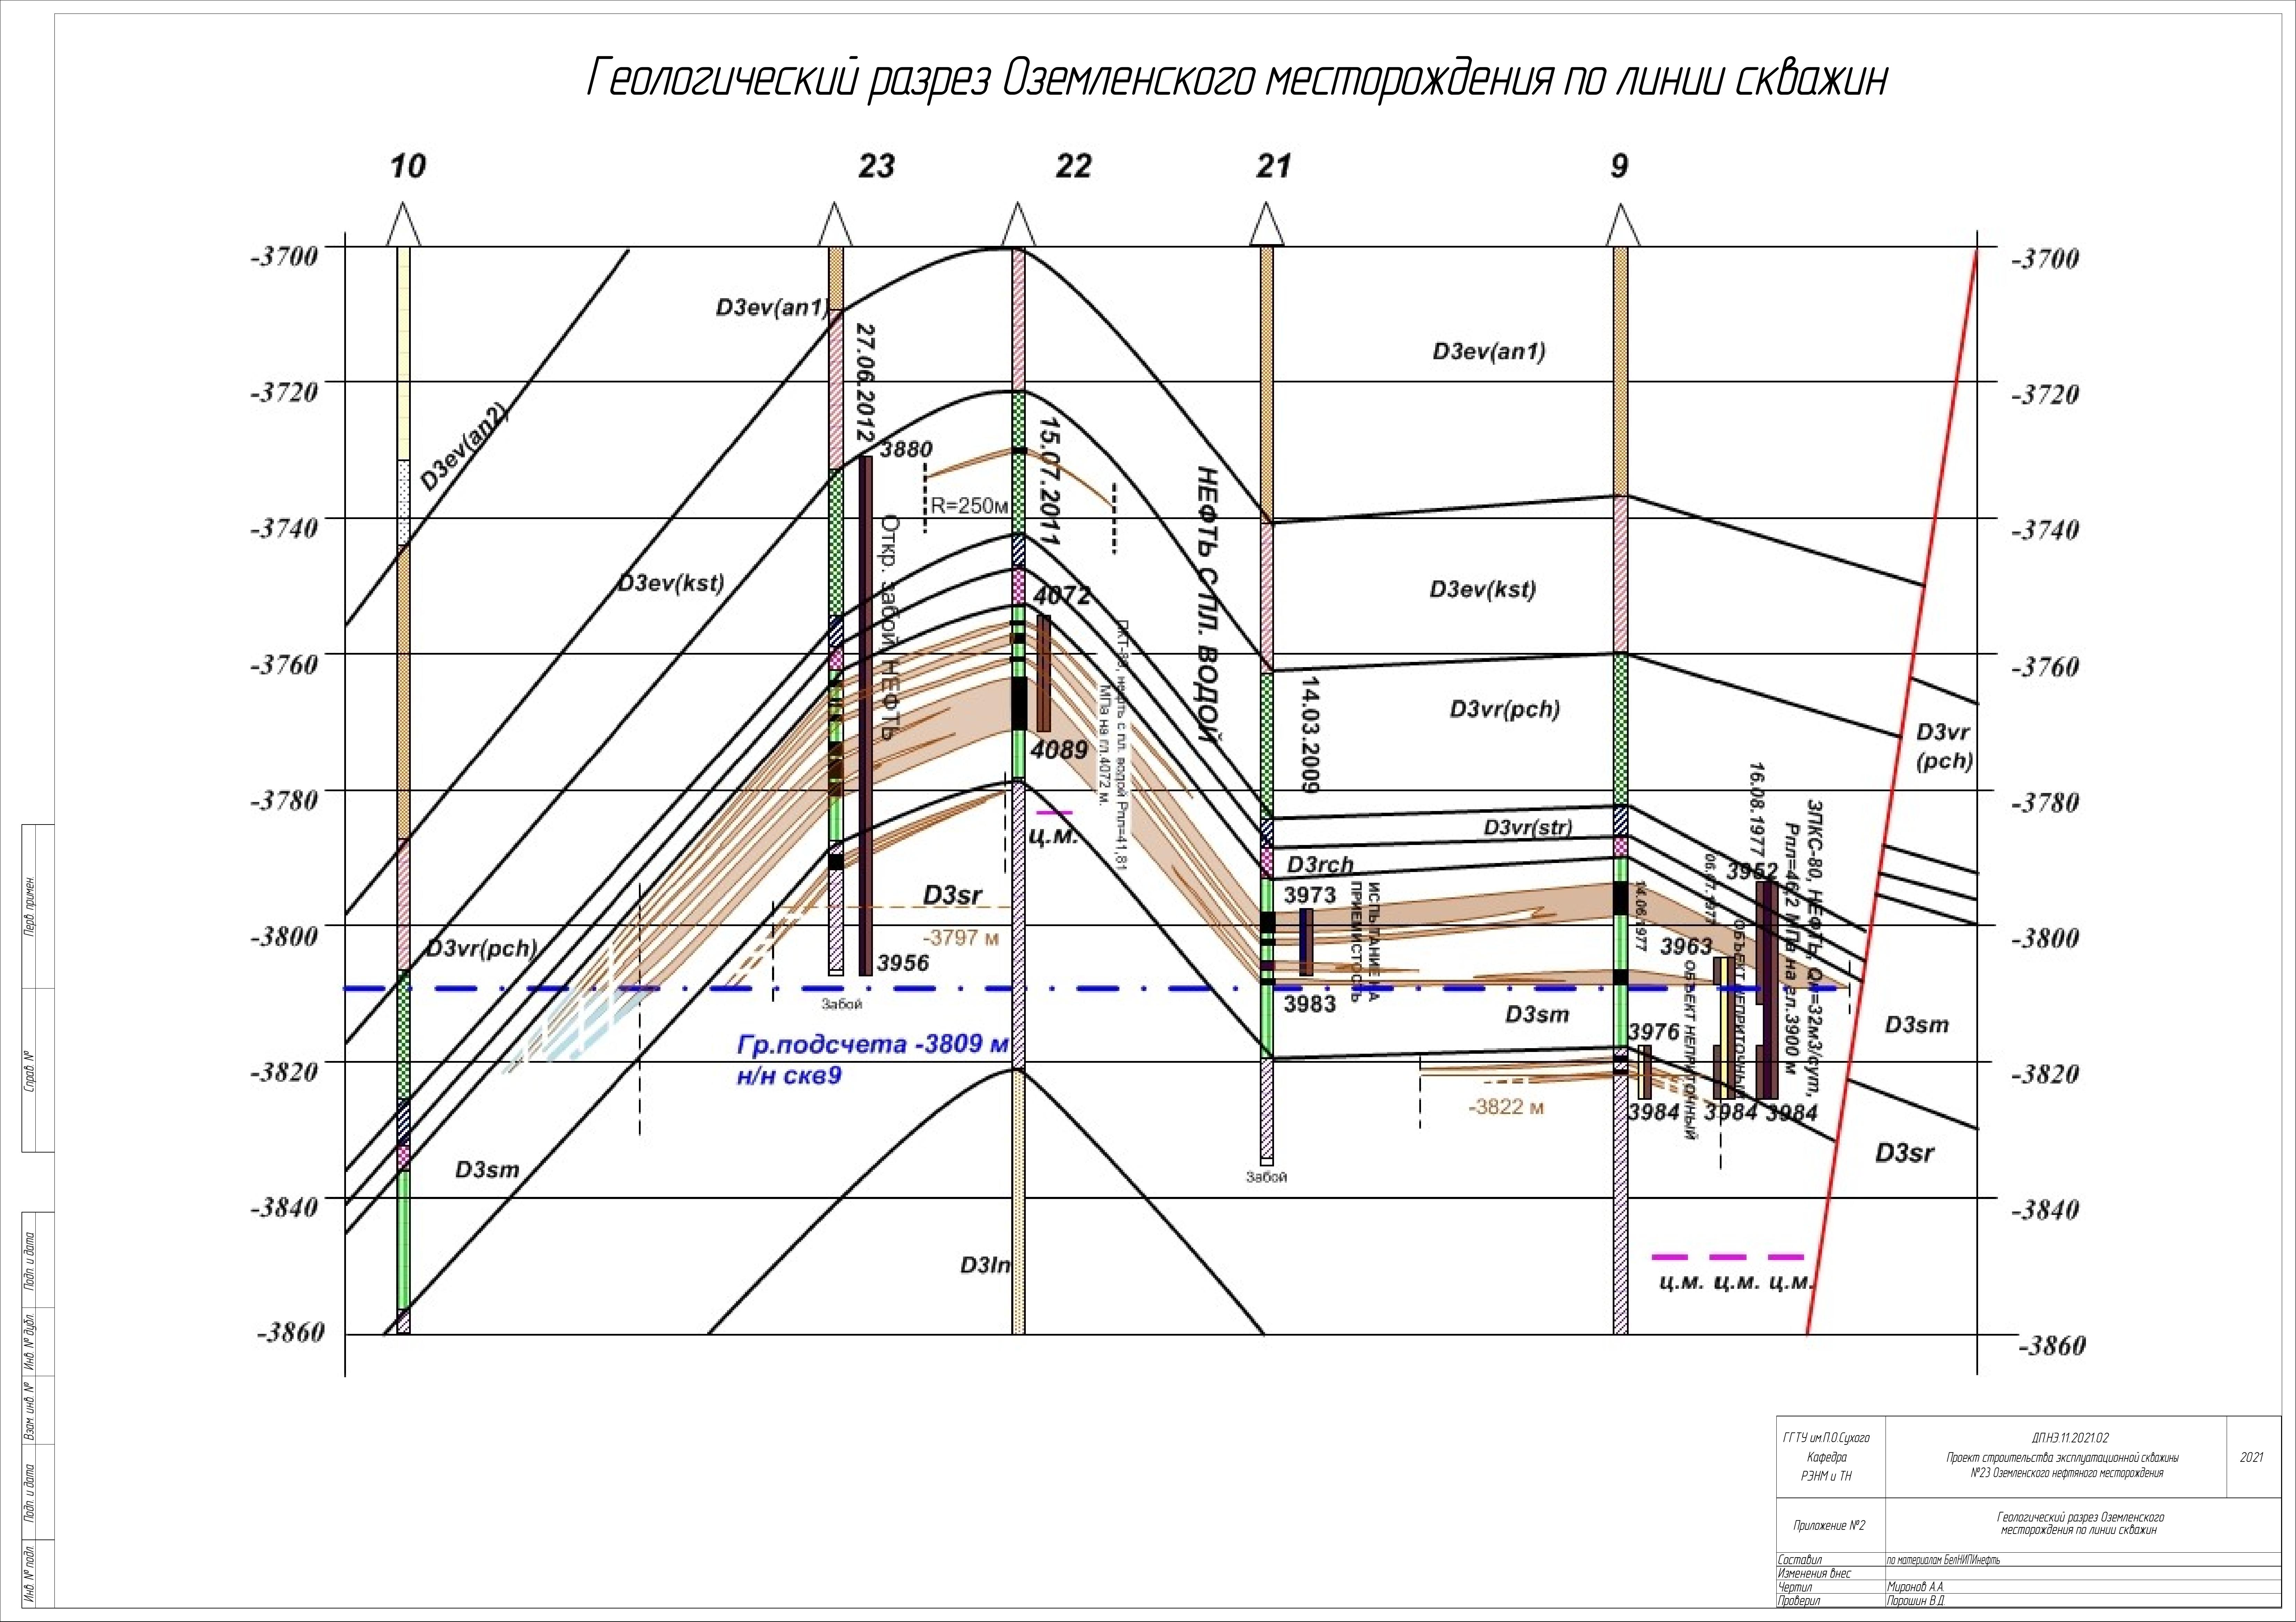 Геологический разрез Оземленского месторождения по линии скважин
10
23
22
21
9
-3700
-3720
-3740
-3760
-3780
-3800
-3820
-3840
-3860
-3700
-3720
-3740
-3760
-3780
-3800
-3820
-3840
-3860
D3ev(an2)
D3ev(an1)
D3ev(kst)
D3vr(pch)
D3sm
27.06.2012
3880
Откр. забой, НЕФТЬ
3956
Забой
R=250м
15.07.2011
4072
4089
ПКТ-80, нефть с пл. водой Рпл=41,81
МПа на гл.4072 м.
НЕФТЬ С ПЛ. ВОДОЙ
ц.м.
D3sr
-3797 м
Гр.подсчета -3809 м
н/н скв9
D3ln
14.03.2009
D3rch
3973
3983
ИСПЫТАНИЕ НА
ПРИЕМИСТОСТЬ
Забой
D3ev(an1)
D3ev(kst)
D3vr(pch)
D3vr(str)
D3sm
-3822 м
14.06.1977
3976
3984
06.07.1977
3963
ОБЪЕКТ НЕПРИТОЧНЫЙ
3984
ОБЪЕКТ НЕПРИТОЧНЫЙ
16.08.1977
3952
3984
ЗПКС-80, НЕФТЬ, Qн=32м3/сут,
Рпл=46,2 МПа на гл.3900 м
D3vr
(pch)
D3sm
D3sr
ц.м. ц.м. ц.м.
Перв. примен.
Справ №
Подп и дата
Инв № дубл
Взам. инв №
Подп и дата
Инв № подл
ГГТУ им.П.О.Сухого
Кафедра
РЭНМ и ТН
ДП.НЭ.11.2021.02
Проект строительства эксплуатационной скважины
№23 Оземленского нефтяного месторождения
2021
Приложение №2
Геологический разрез Оземленского
месторождения по линии скважин
Составил по материалам БелНИПИнефть
Изменения внес
Чертил Миронов А.А.
Проверил Порошин В.Д.